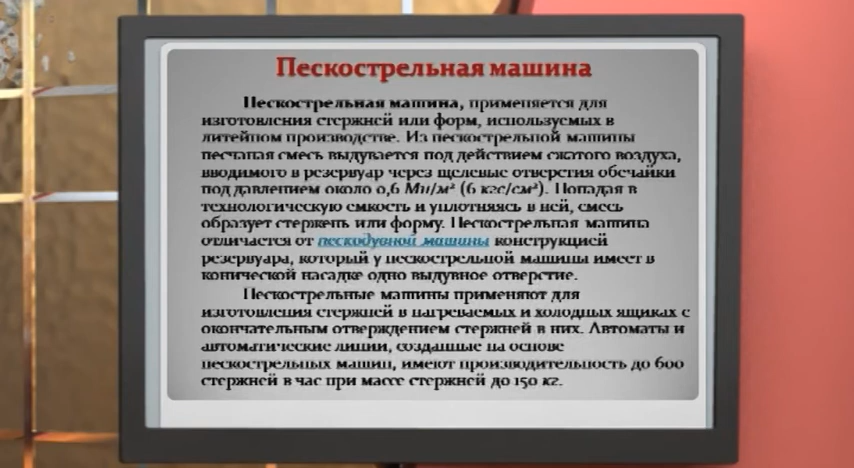 Пескострельная машина
Пескострельная машина, применяется для
изготовления стержней или форм, используемых в
литейном производстве. Из пескострельной машины
песчаная смесь выдувается под действием сжатого воздуха,
вводимого в резервуар через щелевые отверстия обечайки
под давлением около 0,6 Мн/м² (6 кгс/см²). Попадая в
технологическую емкость и уплотняясь в ней, смесь
образует стержень или форму. Пескострельная машина
отличается от пескодувной машины конструкцией
резервуара, который у пескострельной машины имеет в
конической насадке одно выдувное отверстие.
Пескострельные машины применяют для
изготовления стержней в нагреваемых и холодных ящиках с
окончательным отверждением стержней в них. Автоматы и
автоматические линии, созданные на основе
пескострельных машин, имеют производительность до 600
стержней в час при массе стержней до 150 кг.